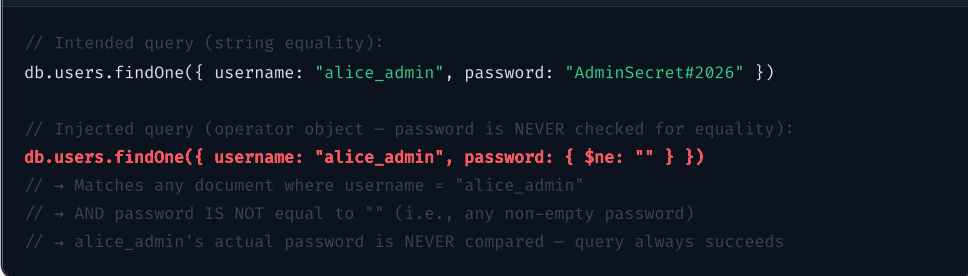 // Intended query (string equality):
db.users.findOne({ username: "alice_admin", password: "AdminSecret#2026" })
// Injected query (operator object — password is NEVER checked for equality):
db.users.findOne({ username: "alice_admin", password: { $ne: "" } })
// → Matches any document where username = "alice_admin"
// → AND password IS NOT equal to "" (i.e., any non-empty password)
// → alice_admin's actual password is NEVER compared — query always succeeds